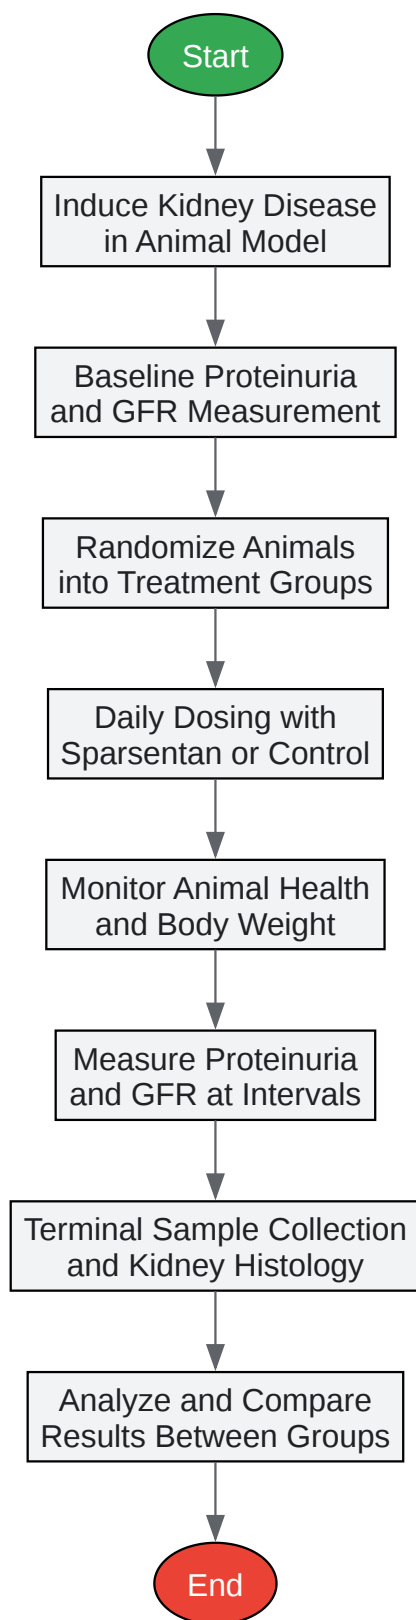 Start
Induce Kidney Disease
in Animal Model
Baseline Proteinuria
and GFR Measurement
Randomize Animals
into Treatment Groups
Daily Dosing with
Sparsentan or Control
Monitor Animal Health
and Body Weight
Measure Proteinuria
and GFR at Intervals
Terminal Sample Collection
and Kidney Histology
Analyze and Compare
Results Between Groups
End